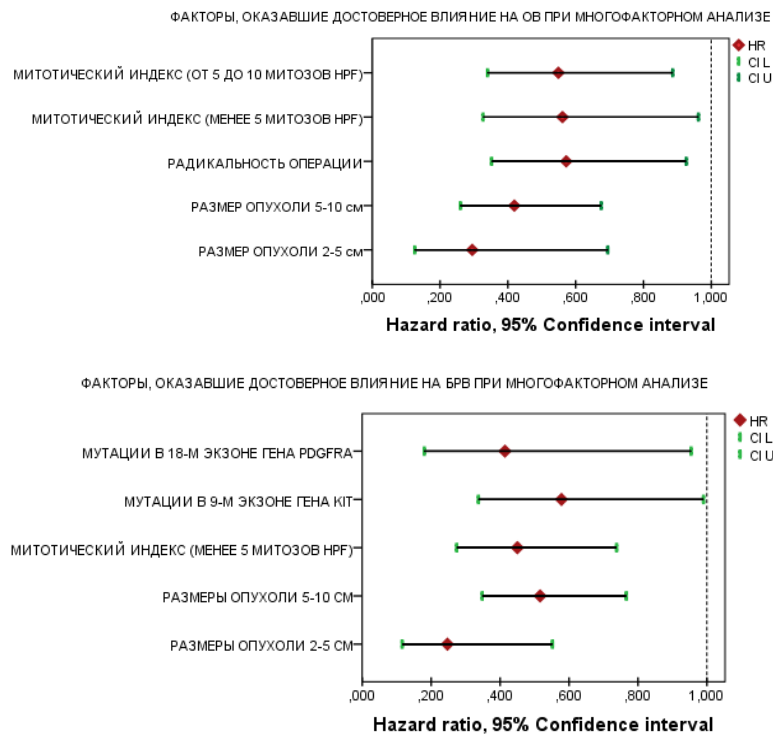 ФАКТОРЫ, ОКАЗАВШИЕ ДОСТОВЕРНОЕ ВЛИЯНИЕ НА ОВ ПРИ МНОГОФАКТОРНОМ АНАЛИЗЕ
HR
CI L
CI U
МИТОТИЧЕСКИЙ ИНДЕКС (ОТ 5 ДО 10 МИТОЗОВ HPF)
МИТОТИЧЕСКИЙ ИНДЕКС (МЕНЕЕ 5 МИТОЗОВ HPF)
РАДИКАЛЬНОСТЬ ОПЕРАЦИИ
РАЗМЕР ОПУХОЛИ 5-10 см
РАЗМЕР ОПУХОЛИ 2-5 см
,000 ,200 ,400 ,600 ,800 1,000
Hazard ratio, 95% Confidence interval
ФАКТОРЫ, ОКАЗАВШИЕ ДОСТОВЕРНОЕ ВЛИЯНИЕ НА БРВ ПРИ МНОГОФАКТОРНОМ АНАЛИЗЕ
HR
CI L
CI U
МУТАЦИИ В 18-М ЭКЗОНЕ ГЕНА PDGFRA
МУТАЦИИ В 9-М ЭКЗОНЕ ГЕНА KIT
МИТОТИЧЕСКИЙ ИНДЕКС (МЕНЕЕ 5 МИТОЗОВ HPF)
РАЗМЕРЫ ОПУХОЛИ 5-10 СМ
РАЗМЕРЫ ОПУХОЛИ 2-5 СМ
,000 ,200 ,400 ,600 ,800 1,000
Hazard ratio, 95% Confidence interval